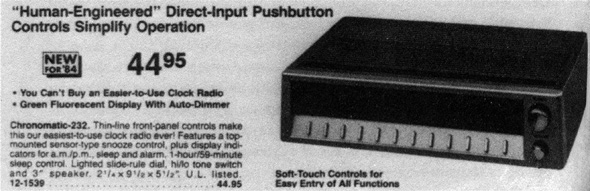 “Human-Engineered” Direct-Input Pushbutton
Controls Simplify Operation
NEW
FOR ’84
44⁹⁵
• You Can’t Buy an Easier-to-Use Clock Radio
• Green Fluorescent Display With Auto-Dimmer
Chronomatic-232. Thin-line front-panel controls make
this our easiest-to-use clock radio ever! Features a top-
mounted sensor-type snooze control, plus display indi-
cators for a.m./p.m., sleep and alarm. 1-hour/59-minute
sleep control. Lighted slide-rule dial, hi/lo tone switch
and 3" speaker. 2¹/₄ x 9¹/₂ x 5¹/₂". U.L. listed.
12-1539 . . . . . . . . . . . . . . . . . . . . . . . . . . . . . . 44.95
Soft-Touch Controls for
Easy Entry of All Functions